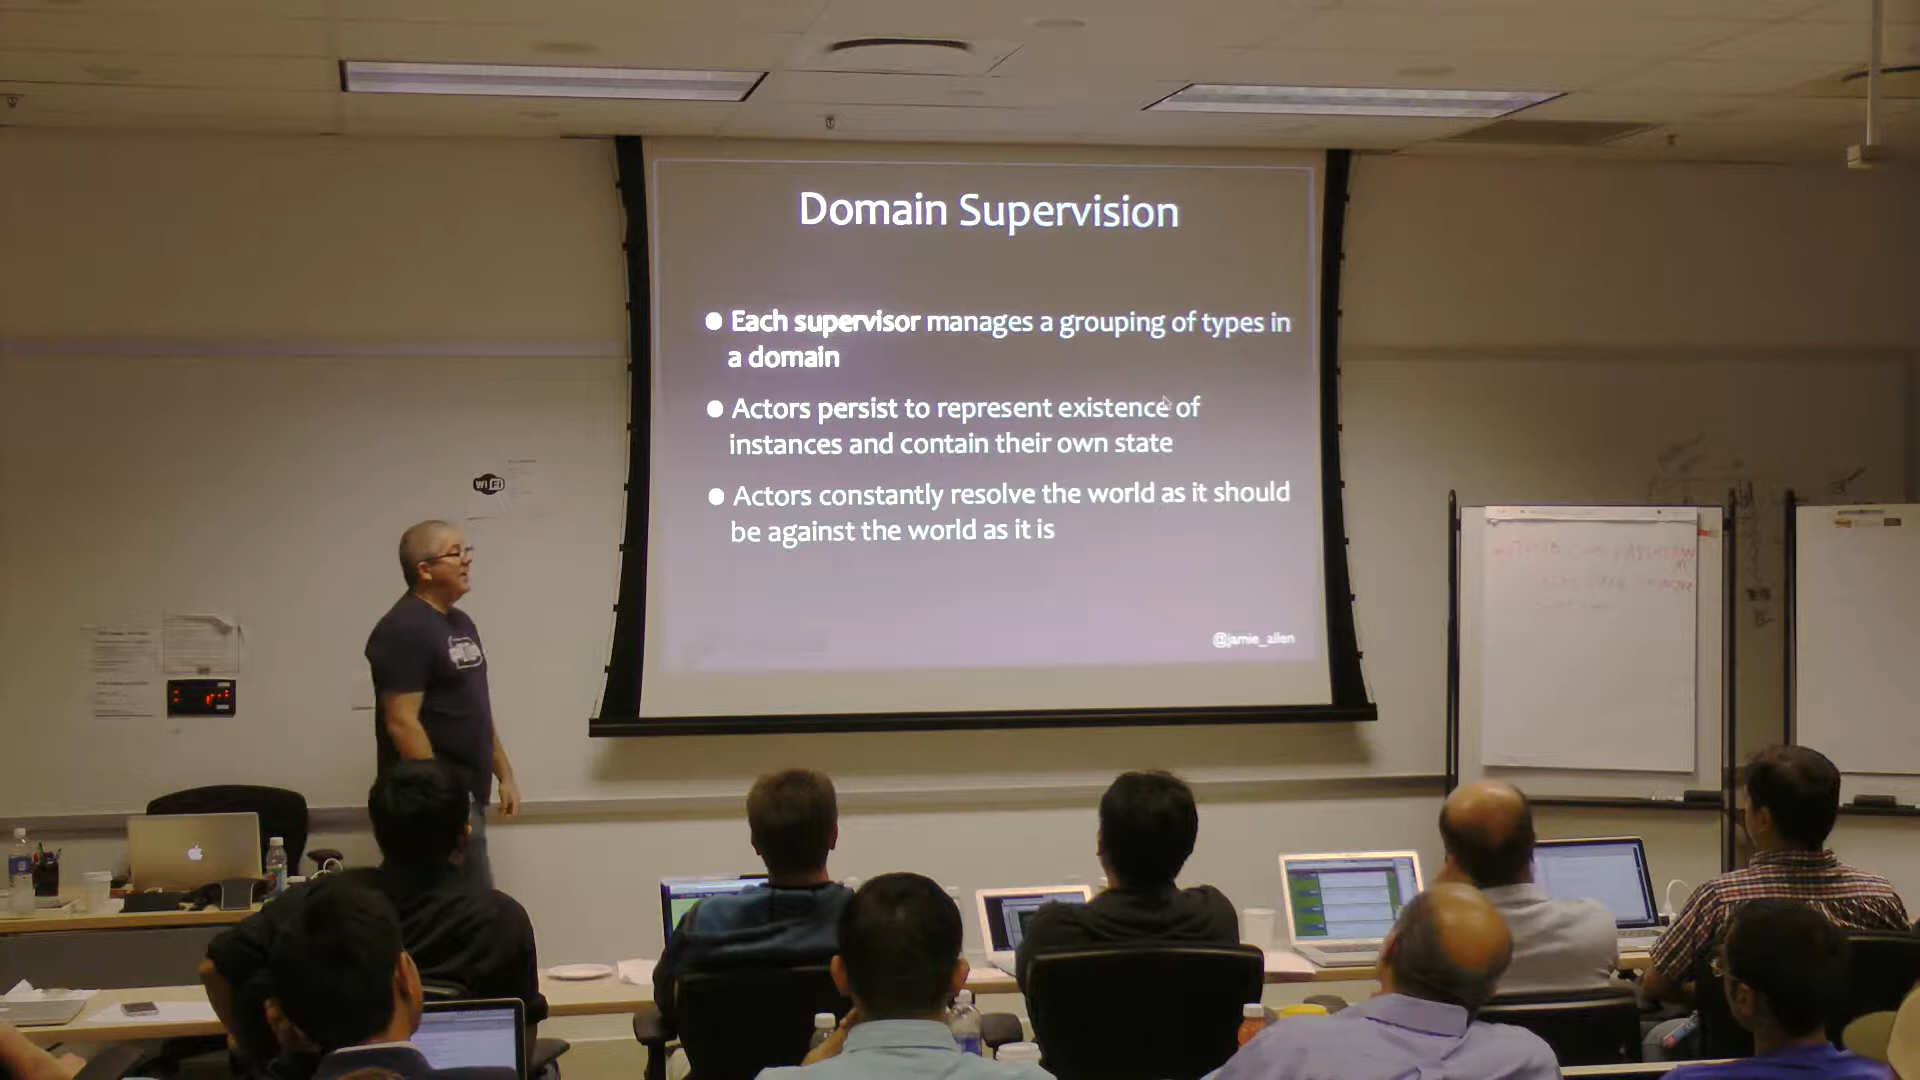 Domain Supervision
● Each supervisor manages a grouping of types in
a domain
● Actors persist to represent existence of
instances and contain their own state
● Actors constantly resolve the world as it should
be against the world as it is
@jamie_allen
Wi Fi